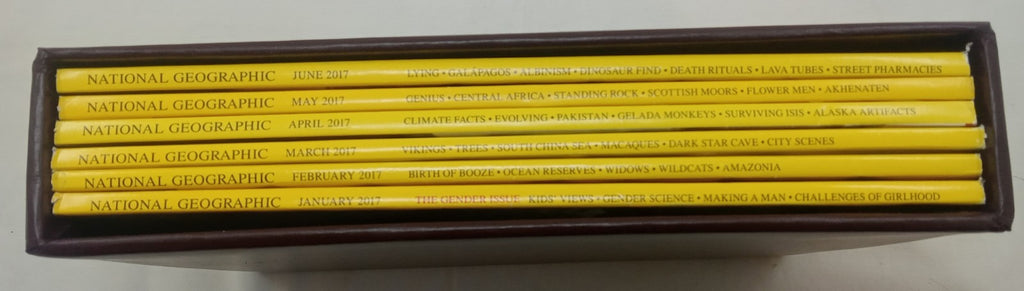 NATIONAL GEOGRAPHIC JUNE 2017 LYING • GALÁPAGOS • ALBINISM • DINOSAUR FIND • DEATH RITUALS • LAVA TUBES • STREET PHARMACIES
NATIONAL GEOGRAPHIC MAY 2017 GENIUS • CENTRAL AFRICA • STANDING ROCK • SCOTTISH MOORS • FLOWER MEN • AKHENATEN
NATIONAL GEOGRAPHIC APRIL 2017 CLIMATE FACTS • EVOLVING • PAKISTAN • GELADA MONKEYS • SURVIVING ISIS • ALASKA ARTIFACTS
NATIONAL GEOGRAPHIC MARCH 2017 VIKINGS • TREES • SOUTH CHINA SEA • MACAQUES • DARK STAR CAVE • CITY SCENES
NATIONAL GEOGRAPHIC FEBRUARY 2017 BIRTH OF BOOZE • OCEAN RESERVES • WIDOWS • WILDCATS • AMAZONIA
NATIONAL GEOGRAPHIC JANUARY 2017 THE GENDER ISSUE KIDS' VIEWS • GENDER SCIENCE • MAKING A MAN • CHALLENGES OF GIRLHOOD